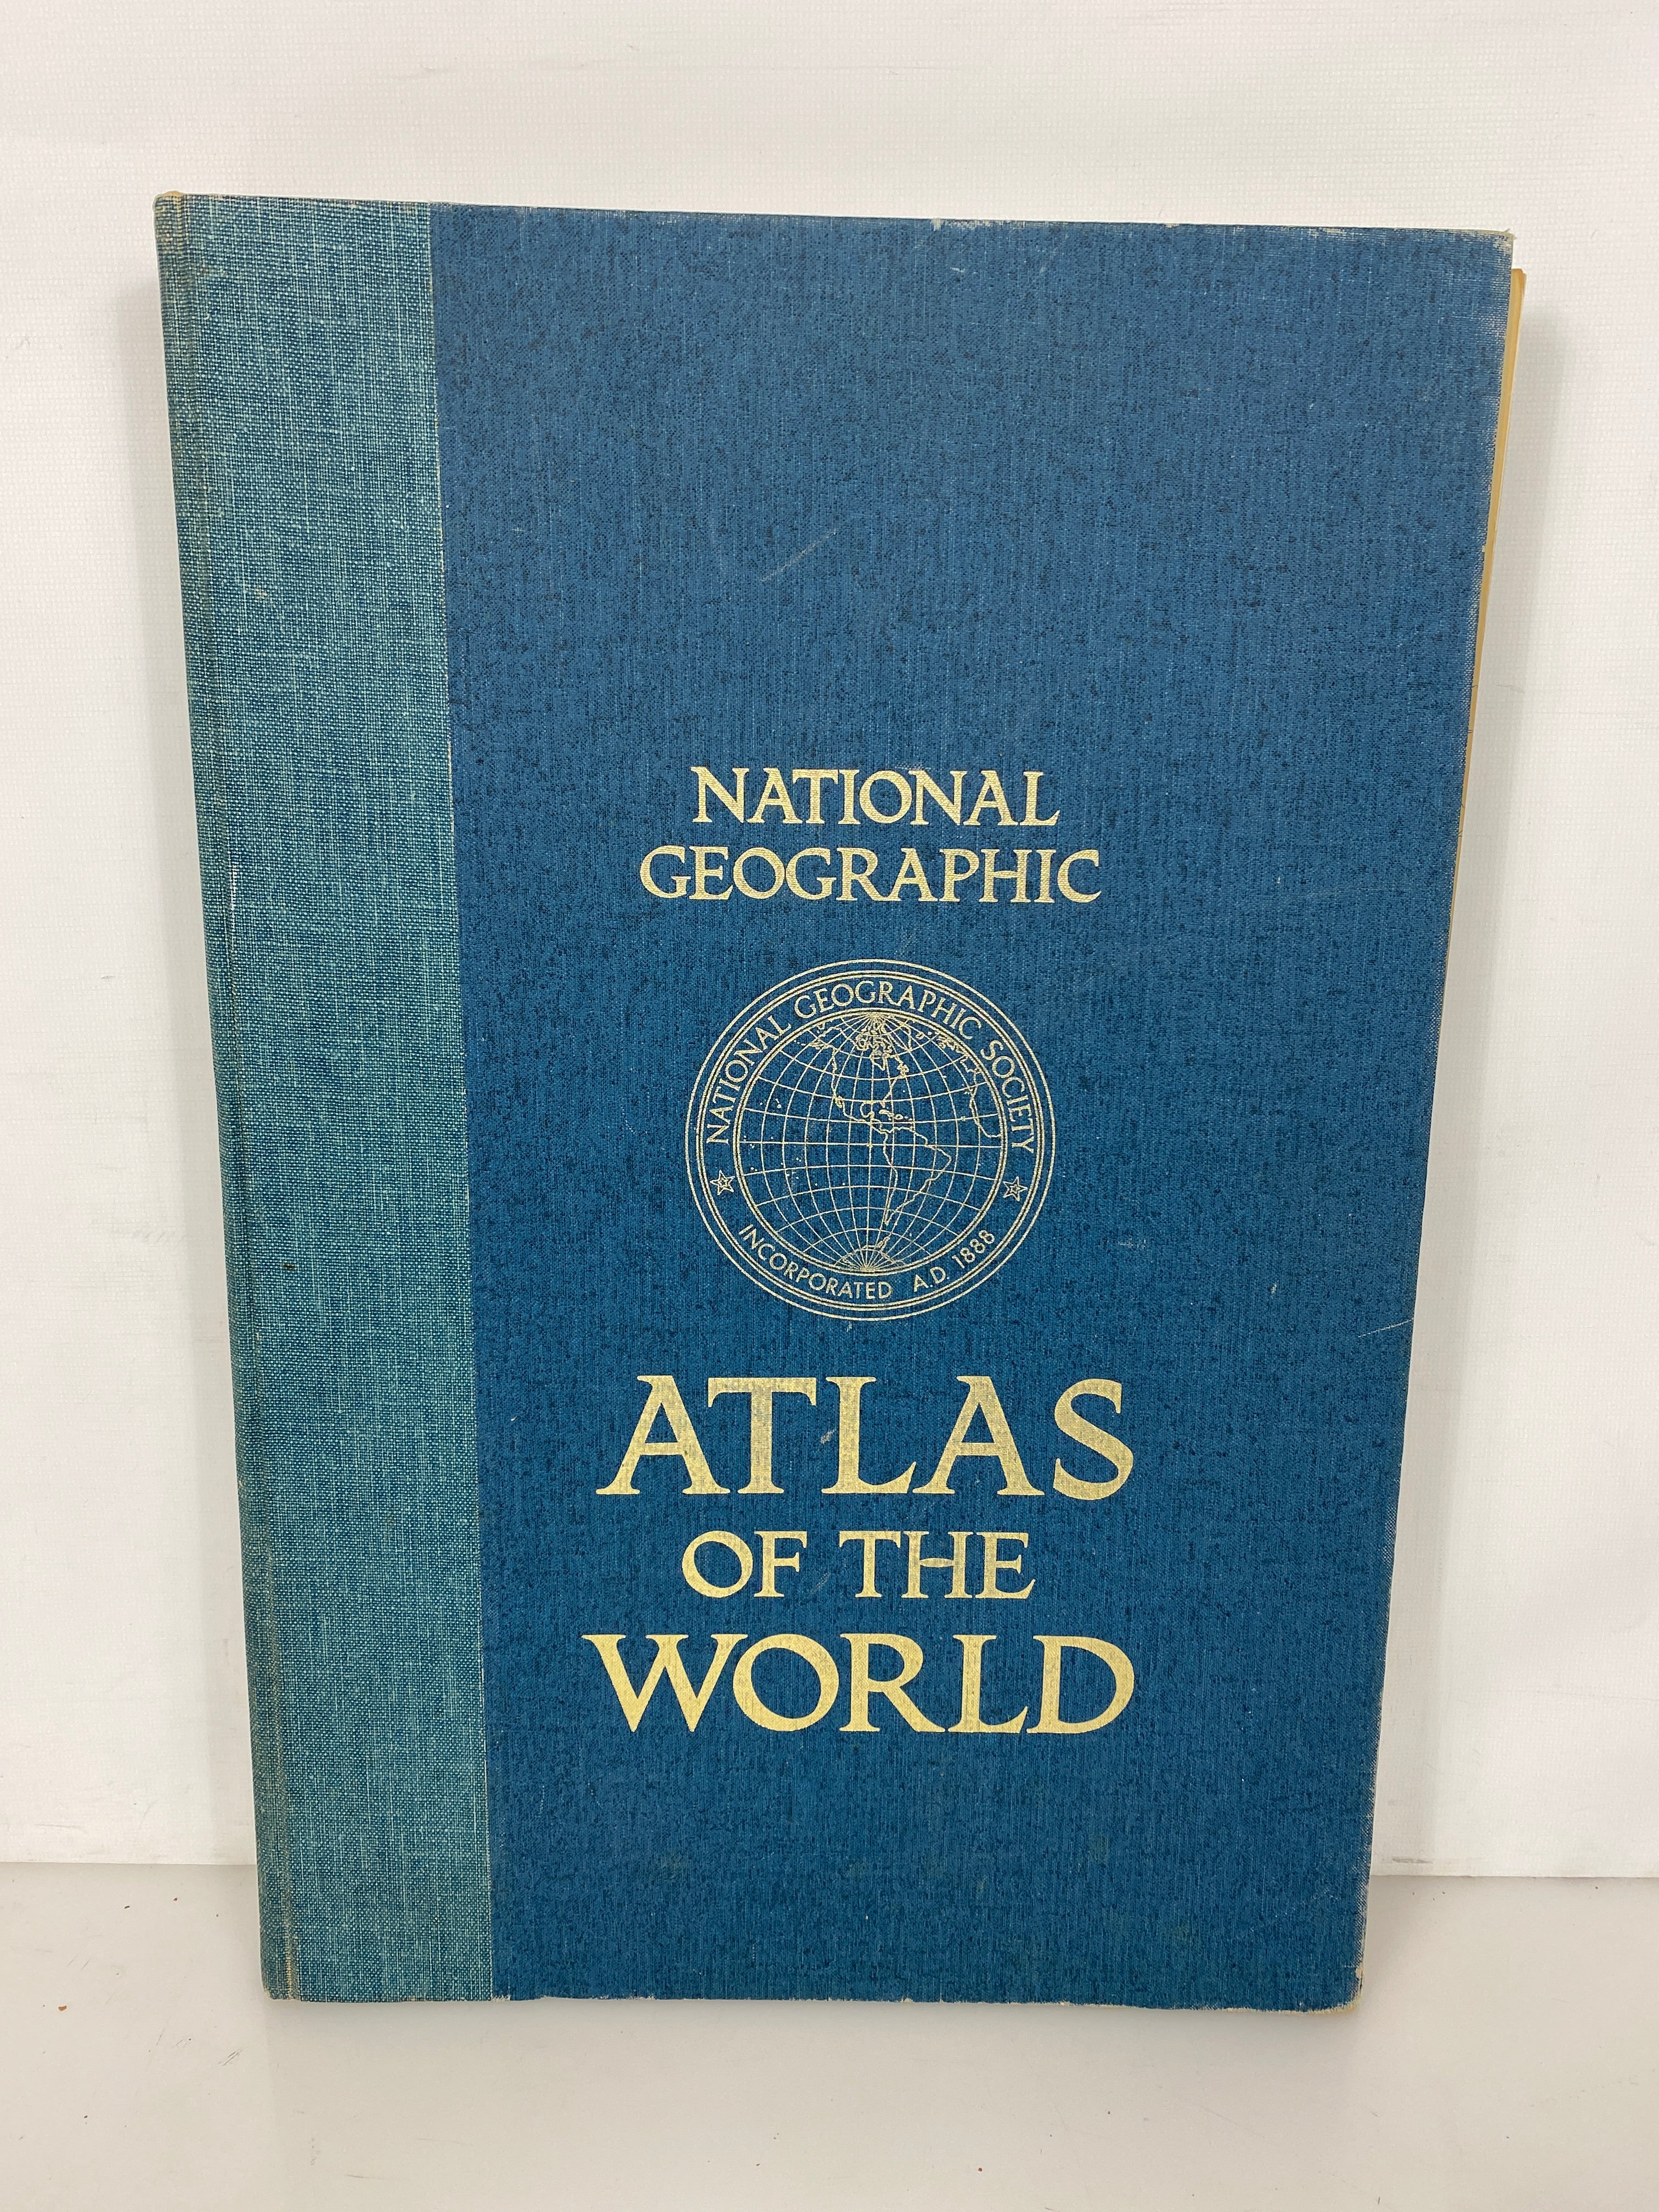 NATIONAL
GEOGRAPHIC
NATIONAL GEOGRAPHIC SOCIETY
INCORPORATED A.D. 1888
ATLAS
OF THE
WORLD